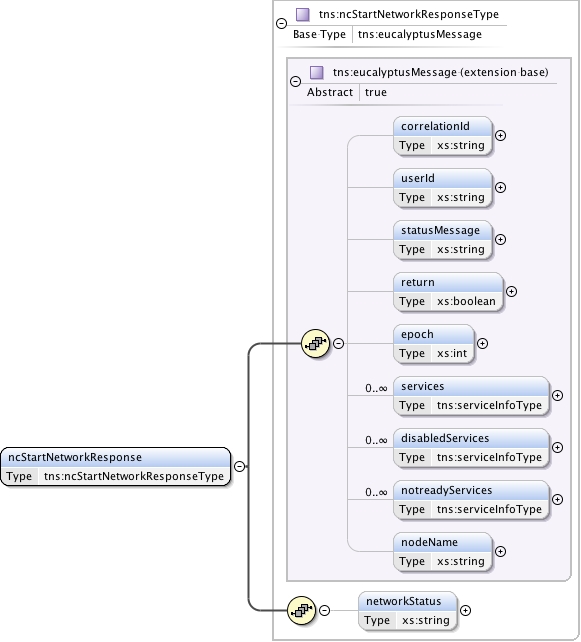 tns:ncStartNetworkResponseType
Base Type tns:eucalyptusMessage
tns:eucalyptusMessage (extension base)
Abstract true
correlationId
Type xs:string
userId
Type xs:string
statusMessage
Type xs:string
return
Type xs:boolean
epoch
Type xs:int
0..∞ services
Type tns:serviceInfoType
0..∞ disabledServices
Type tns:serviceInfoType
0..∞ notreadyServices
Type tns:serviceInfoType
nodeName
Type xs:string
ncStartNetworkResponse
Type tns:ncStartNetworkResponseType
networkStatus
Type xs:string